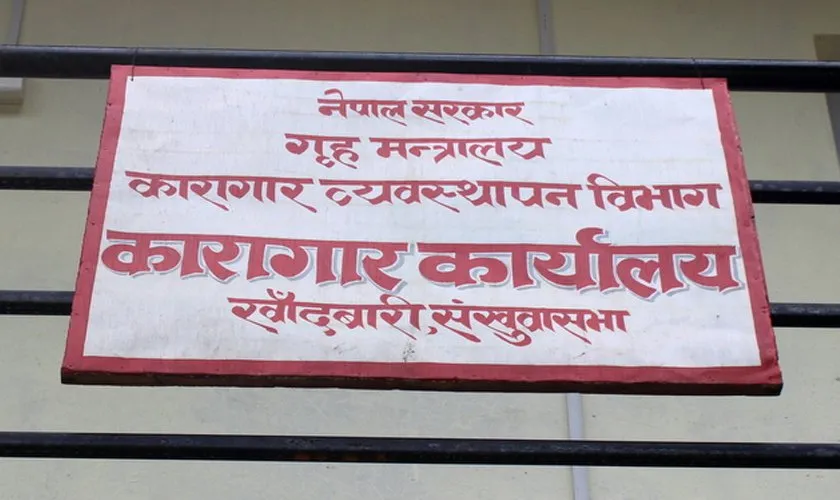 नेपाल सरकार
गृह मन्त्रालय
कारागार व्यवस्थापन विभाग
कारागार कार्यालय
खाँदबारी, संखुवासभा